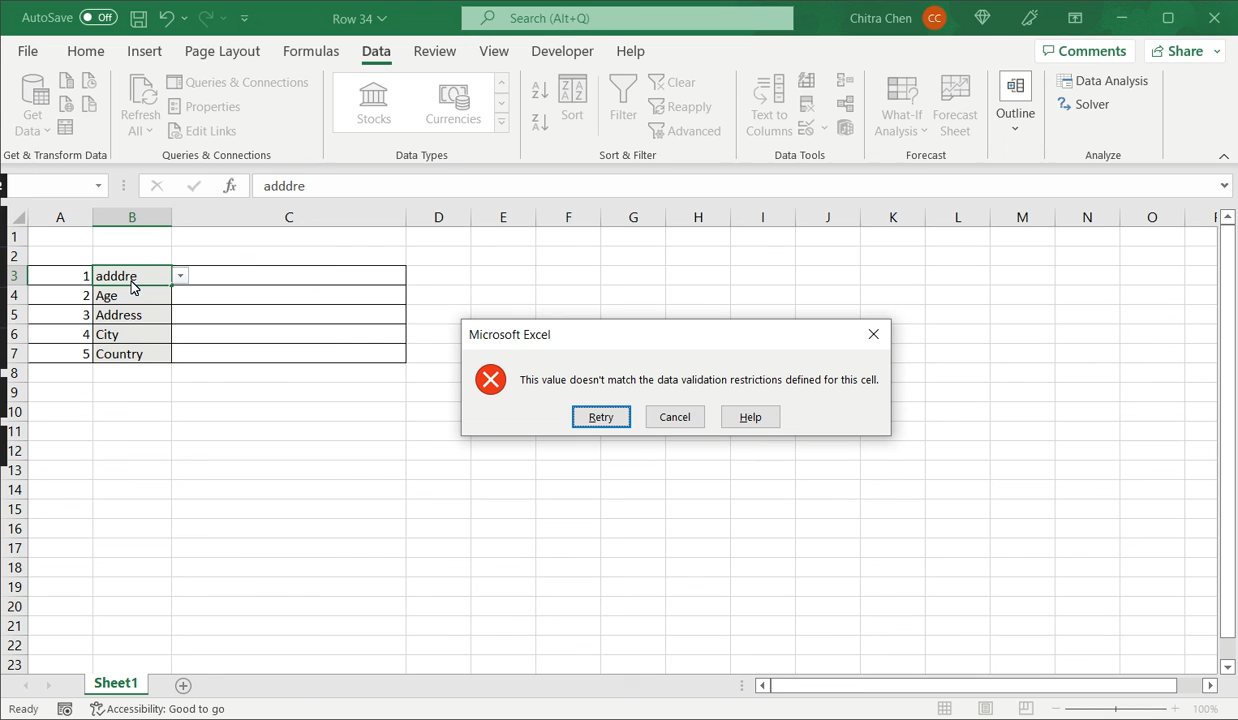 AutoSave Off Row 34 Search (Alt+Q) Chitra Chen CC
File Home Insert Page Layout Formulas Data Review View Developer Help Comments Share
Get Data Refresh All Queries & Connections Properties Edit Links Stocks Currencies Sort Filter Clear Reapply Advanced Text to Columns What-If Analysis Forecast Sheet Outline Data Analysis Solver
Get & Transform Data Queries & Connections Data Types Sort & Filter Data Tools Forecast Analyze
fx adddre
A B C D E F G H I J K L M N O
1
2
3 1 adddre
4 2 Age
5 3 Address
6 4 City
7 5 Country
8
9
10
11
12
13
14
15
16
17
18
19
20
21
22
23
Microsoft Excel
This value doesn't match the data validation restrictions defined for this cell.
Retry Cancel Help
Sheet1
Ready Accessibility: Good to go 100%